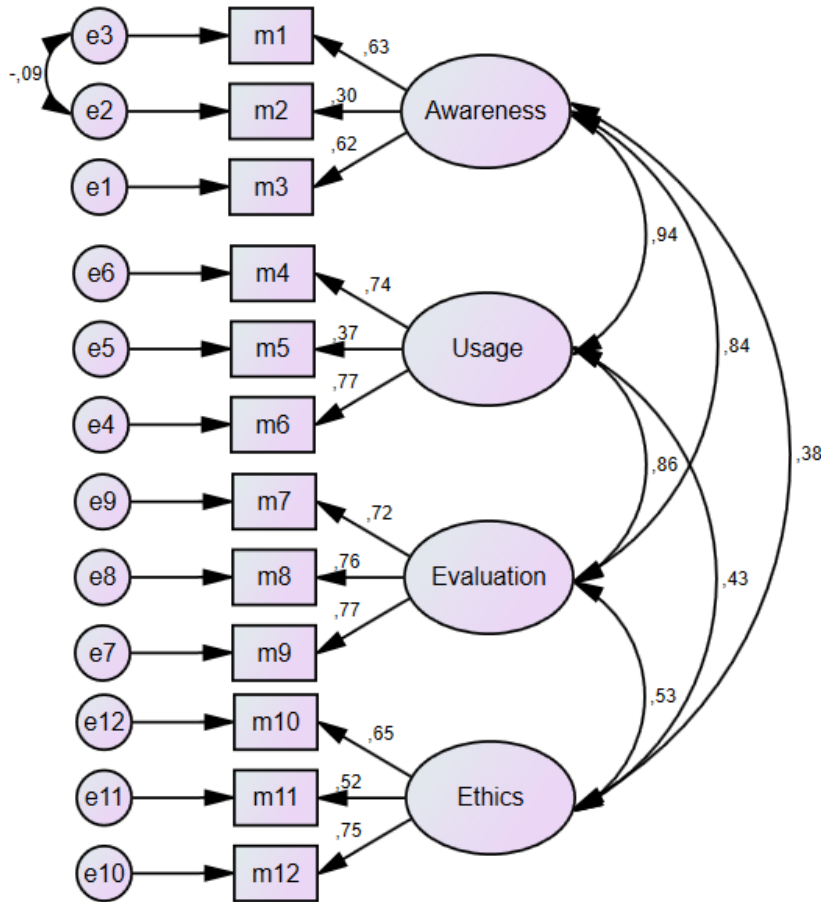 e3
m1
,63
-,09
e2
m2
,30
Awareness
,62
e1
m3
,94
e6
m4
,74
e5
m5
,37
Usage
,84
,77
e4
m6
,86
,38
e9
m7
,72
e8
m8
,76
Evaluation
,43
,77
e7
m9
,53
e12
m10
,65
e11
m11
,52
Ethics
,75
e10
m12